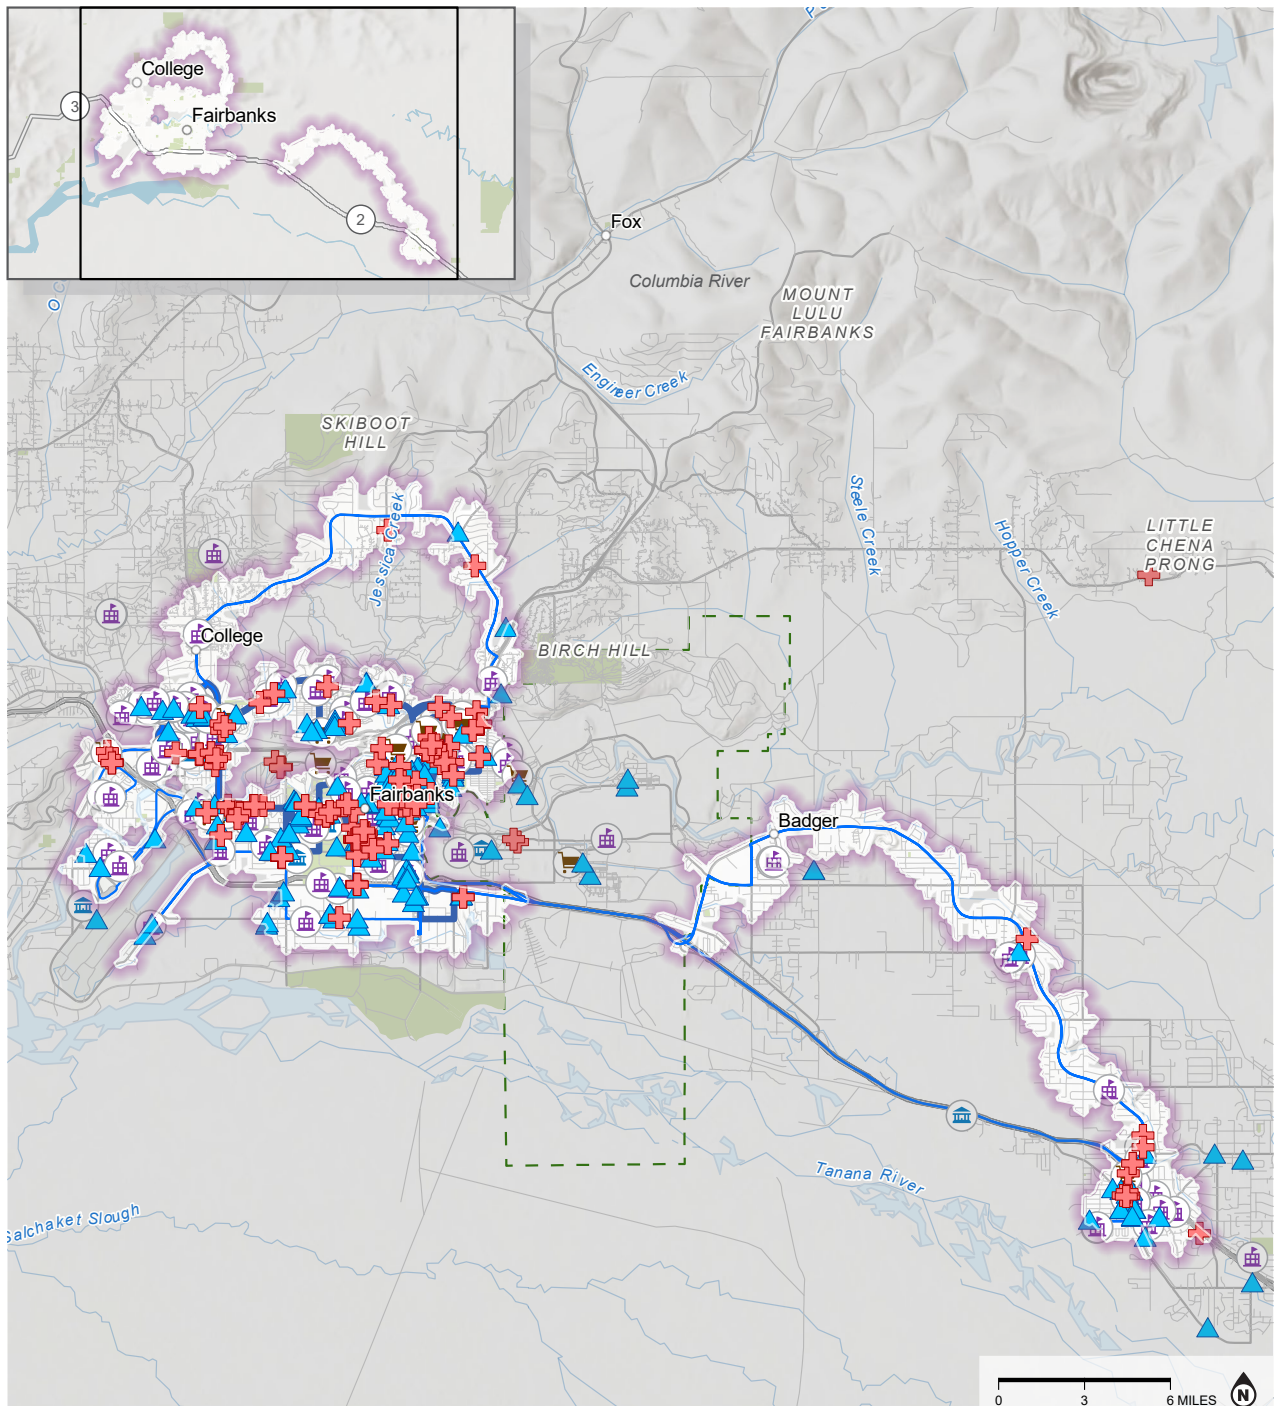 College
3
Fairbanks
2
Fox
Columbia River
MOUNT
LULU
FAIRBANKS
Engineer Creek
SKIBOOT
HILL
Jessica Creek
Steele Creek
Hopper Creek
LITTLE
CHENA
PRONG
College
BIRCH HILL
Fairbanks
Badger
Tanana River
Salchaket Slough
0 3 6 MILES
N